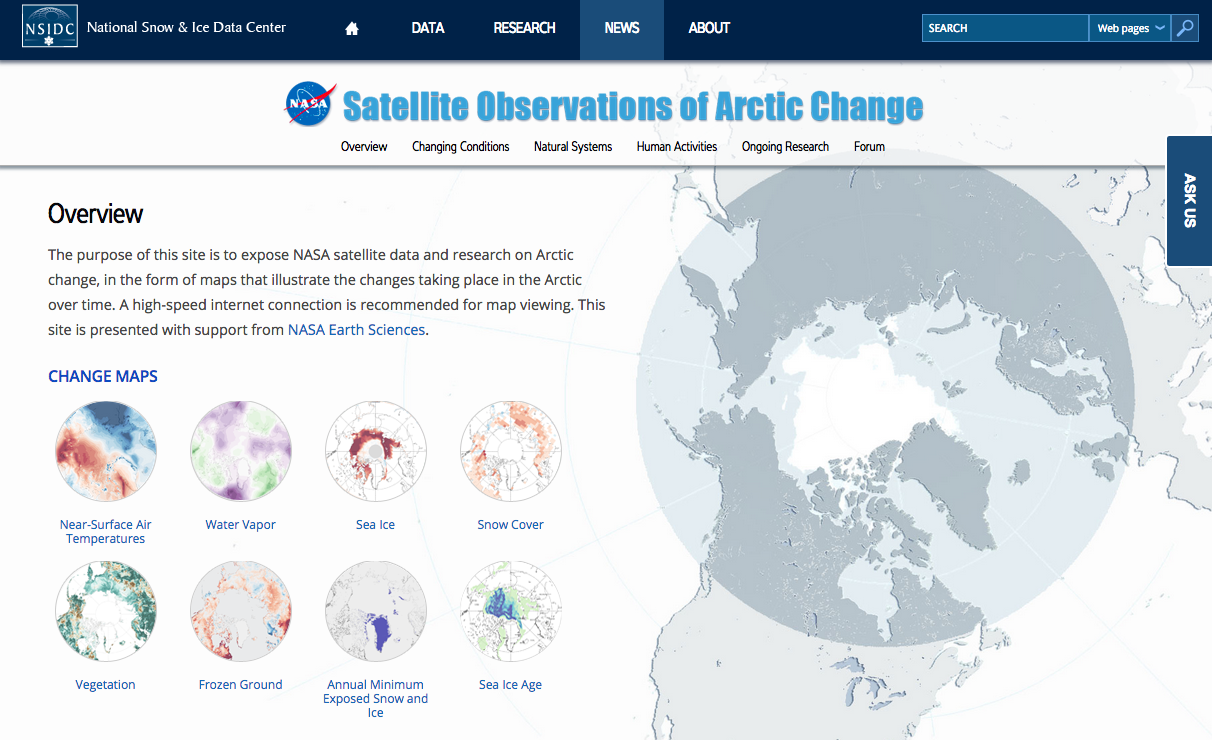 NSIDC
National Snow & Ice Data Center
DATA
RESEARCH
NEWS
ABOUT
SEARCH
Web pages
NASA
Satellite Observations of Arctic Change
Overview
Changing Conditions
Natural Systems
Human Activities
Ongoing Research
Forum
ASK US
Overview
The purpose of this site is to expose NASA satellite data and research on Arctic
change, in the form of maps that illustrate the changes taking place in the Arctic
over time. A high-speed internet connection is recommended for map viewing. This
site is presented with support from NASA Earth Sciences.
CHANGE MAPS
Near-Surface Air
Temperatures
Water Vapor
Sea Ice
Snow Cover
Vegetation
Frozen Ground
Annual Minimum
Exposed Snow and
Ice
Sea Ice Age